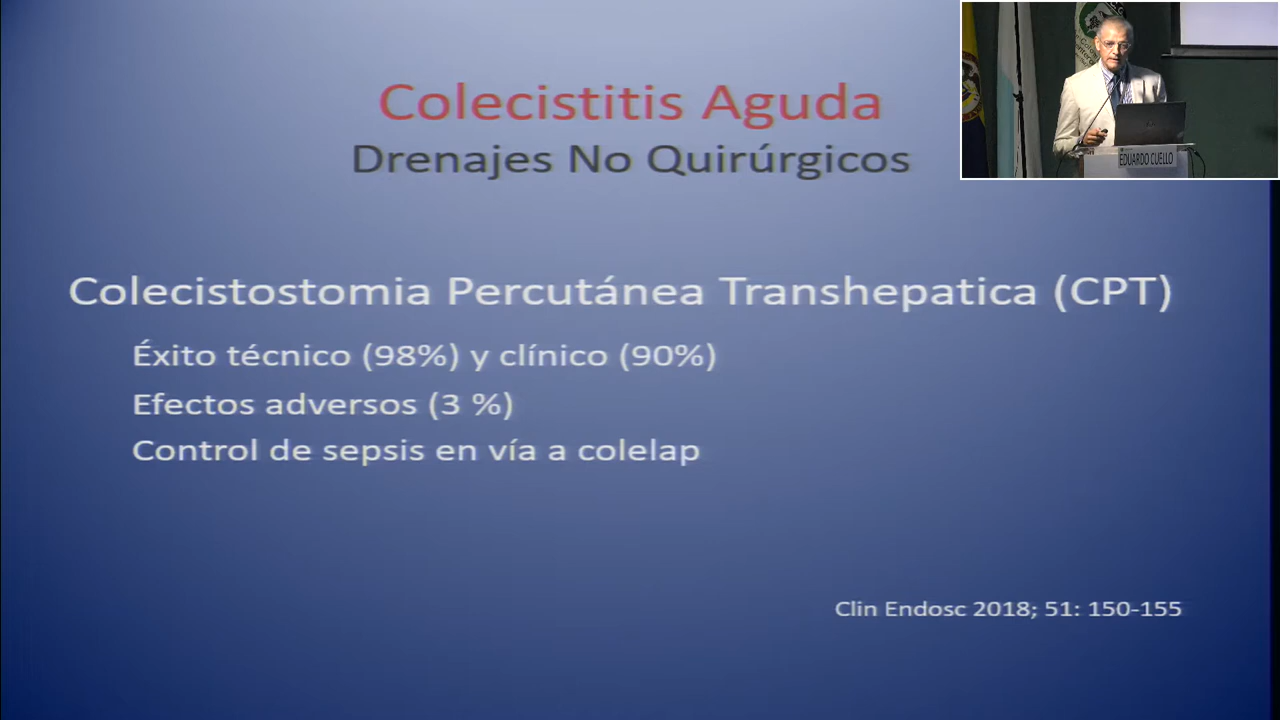 Colecistitis Aguda
Drenajes No Quirúrgicos
Colecistostomia Percutánea Transhepatica (CPT)
Éxito técnico (98%) y clínico (90%)
Efectos adversos (3 %)
Control de sepsis en vía a colelap
Clin Endosc 2018; 51: 150-155
EDUARDO CUELLO